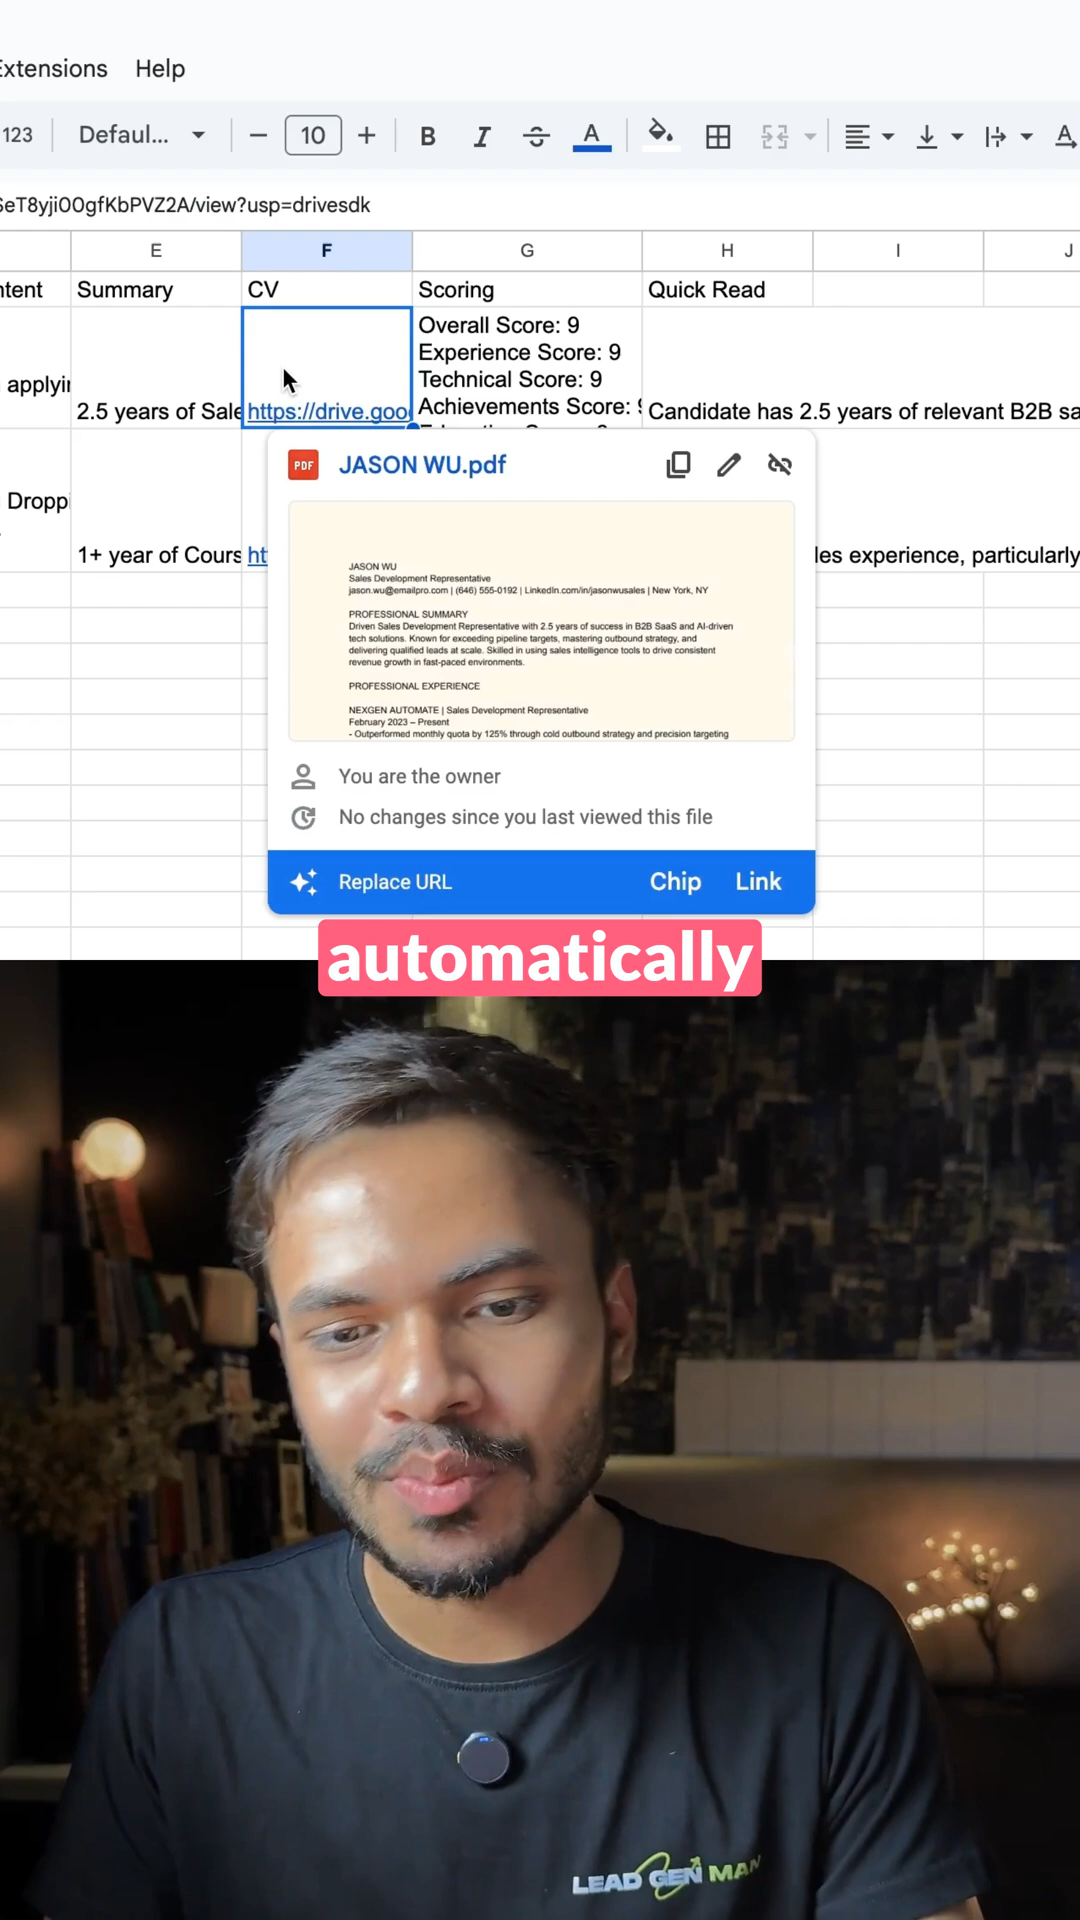 Extensions Help
123 Defaul... 10 B I S A
SeT8yjiOOgfKbPVZ2A/view?usp=drivesdk
E F G H I J
ntent Summary CV Scoring Quick Read
Overall Score: 9
Experience Score: 9
applyin Technical Score: 9
2.5 years of Sale https://drive.goo Achievements Score: 9 Candidate has 2.5 years of relevant B2B sa
PDF JASON WU.pdf
Droppi
1+ year of Cours ht les experience, particularly
JASON WU
Sales Development Representative
jason.wu@emailpro.com | (646) 555-0192 | LinkedIn.com/in/jasonwusales | New York, NY
PROFESSIONAL SUMMARY
Driven Sales Development Representative with 2.5 years of success in B2B SaaS and AI-driven
tech solutions. Known for exceeding pipeline targets, mastering outbound strategy, and
delivering qualified leads at scale. Skilled in using sales intelligence tools to drive consistent
revenue growth in fast-paced environments.
PROFESSIONAL EXPERIENCE
NEXGEN AUTOMATE | Sales Development Representative
February 2023 – Present
- Outperformed monthly quota by 125% through cold outbound strategy and precision targeting
You are the owner
No changes since you last viewed this file
Replace URL Chip Link
automatically
LEAD GEN MAN